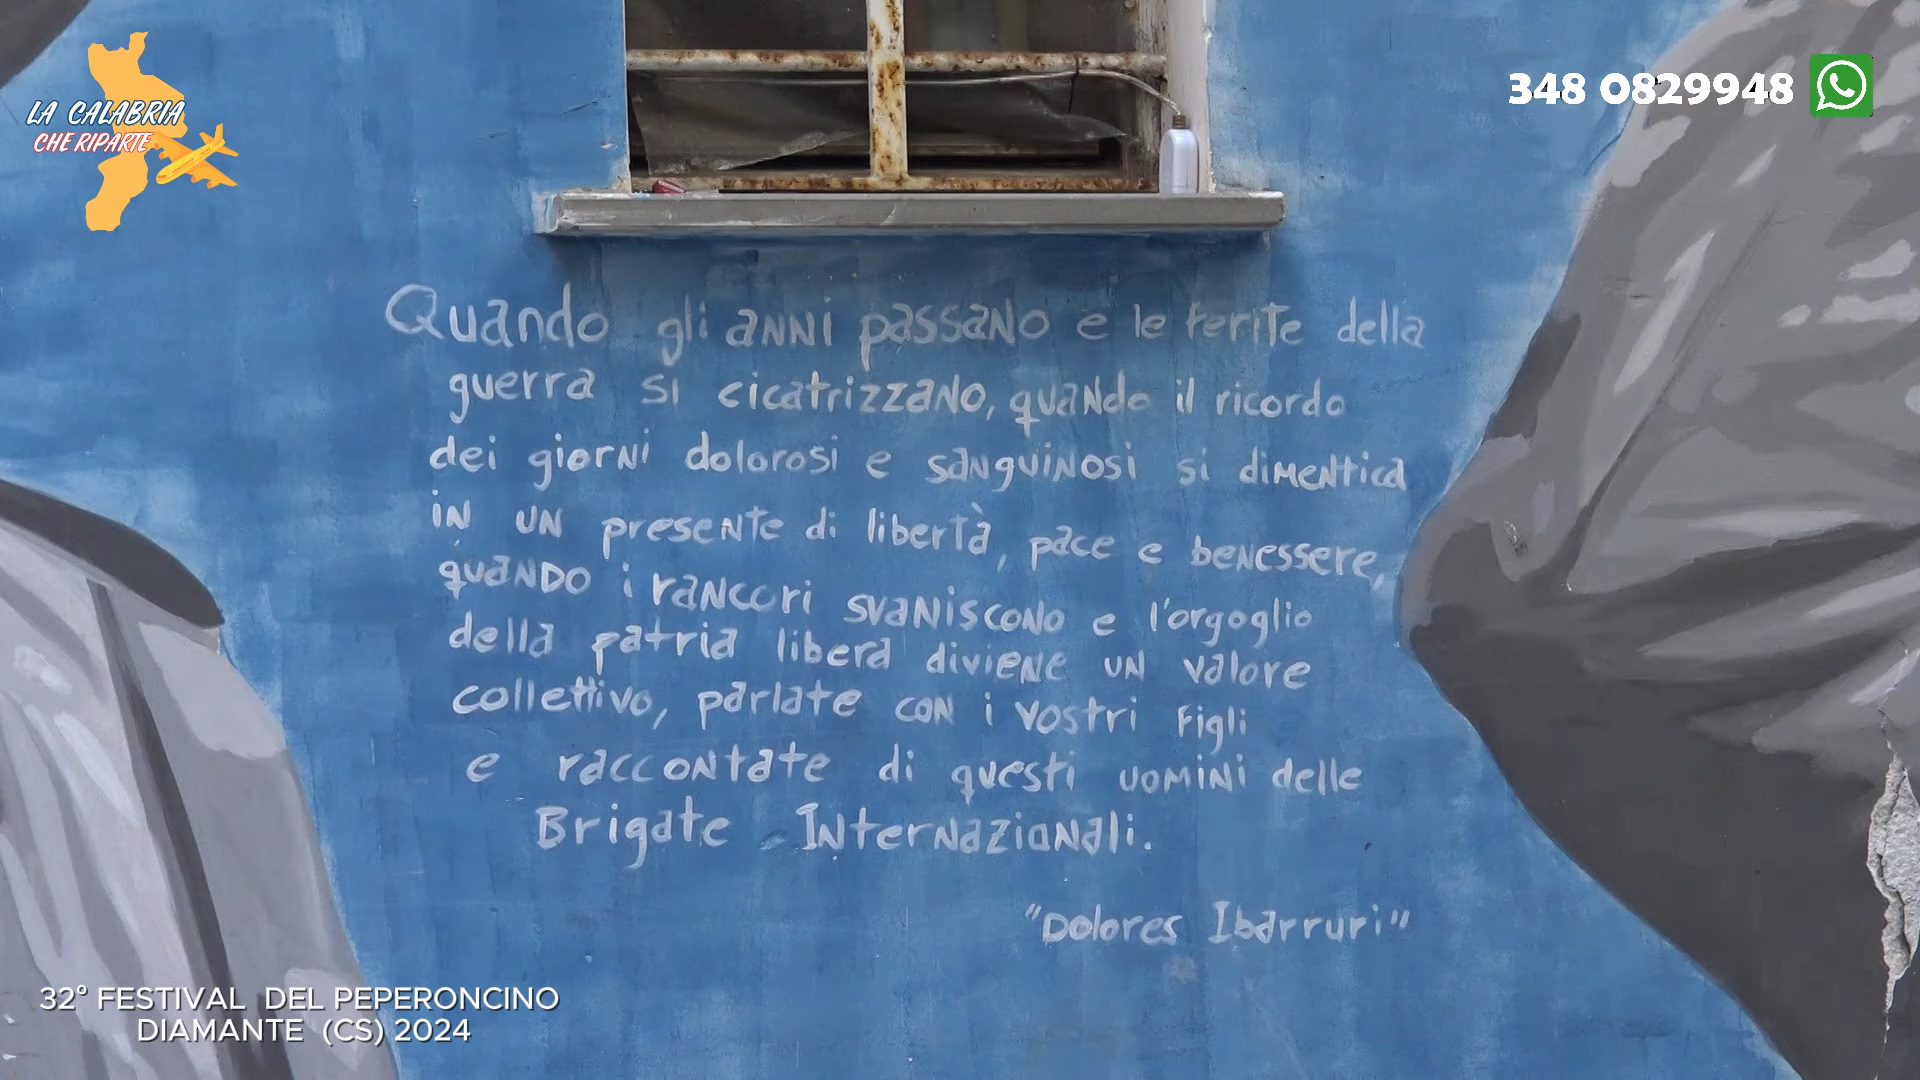 LA CALABRIA
CHE RIPARTE
348 0829948
Quando gli anni passano e le ferite della
guerra si cicatrizzano, quando il ricordo
dei giorni dolorosi e sanguinosi si dimentica
in un presente di libertà, pace e benessere,
quando i rancori svaniscono e l'orgoglio
della patria libera diviene un valore
collettivo, parlate con i vostri figli
e raccontate di questi uomini delle
Brigate Internazionali.
"Dolores Ibarruri"
32° FESTIVAL DEL PEPERONCINO
DIAMANTE (CS) 2024